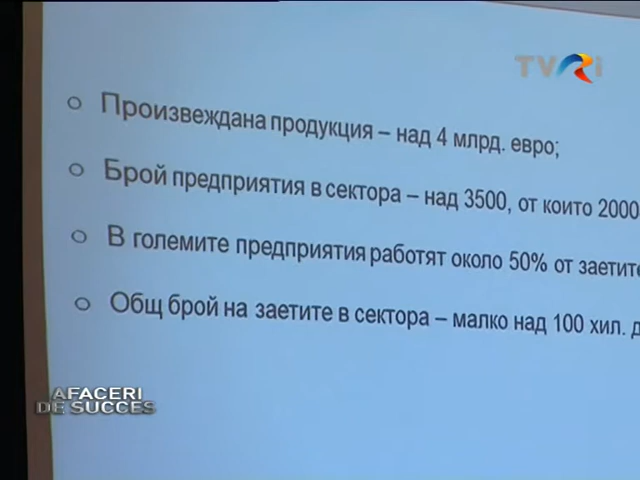 TVRi
Произвеждана продукция – над 4 млрд. евро;
Брой предприятия в сектора – над 3500, от които 2000
В големите предприятия работят около 50% от заетите
Общ брой на заетите в сектора – малко над 100 хил. д
AFACERI
DE SUCCES